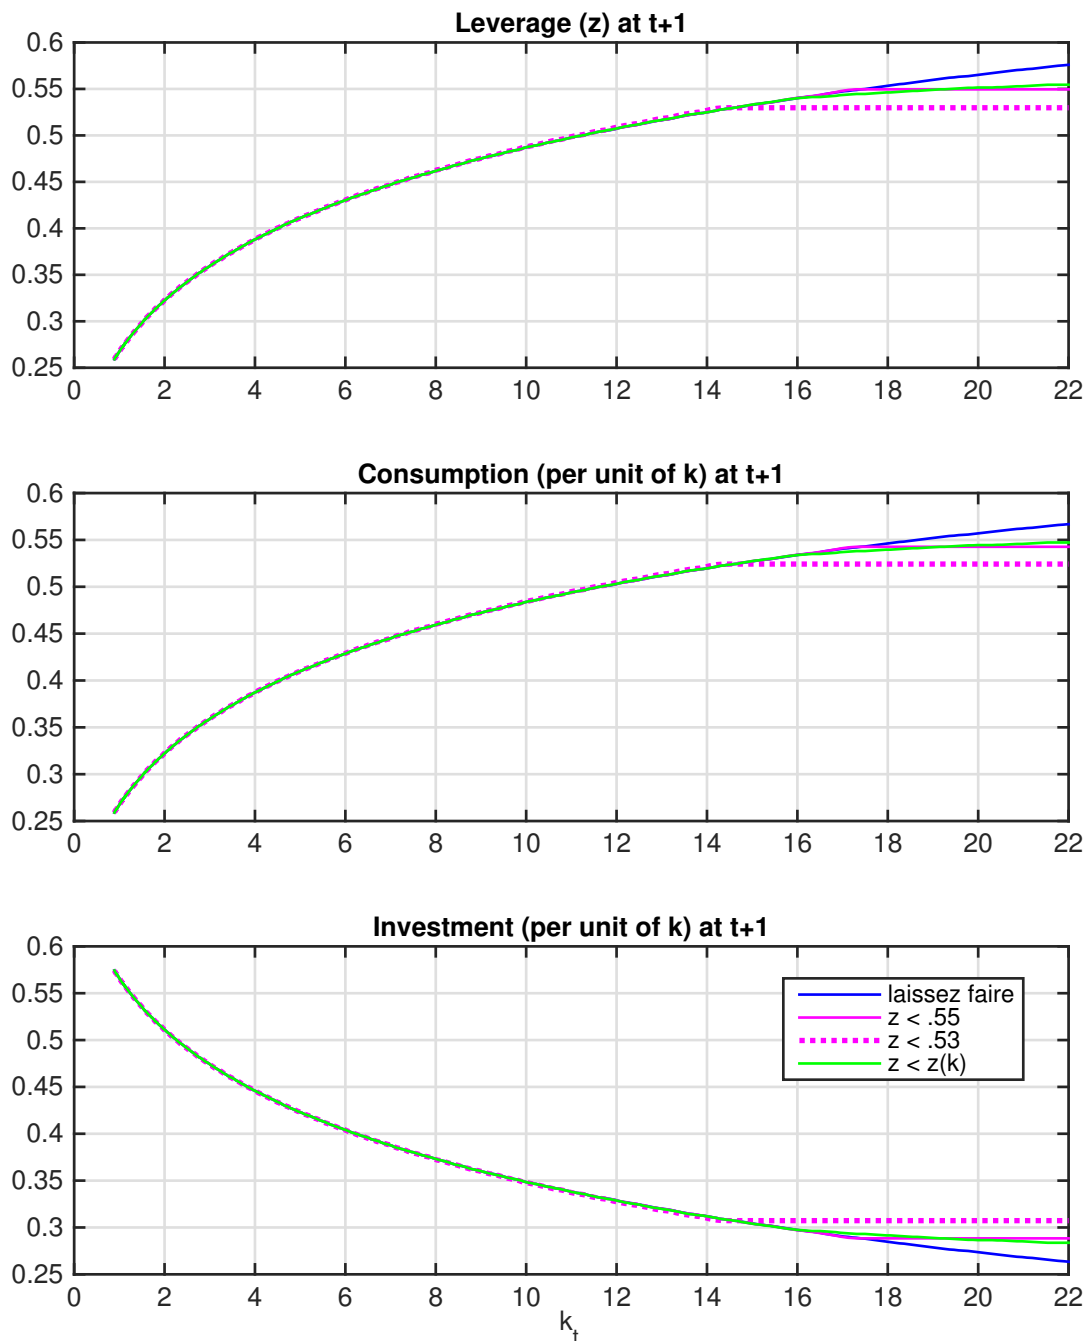 Leverage (z) at t+1
0.6
0.55
0.5
0.45
0.4
0.35
0.3
0.25
0 2 4 6 8 10 12 14 16 18 20 22
Consumption (per unit of k) at t+1
0.6
0.55
0.5
0.45
0.4
0.35
0.3
0.25
0 2 4 6 8 10 12 14 16 18 20 22
Investment (per unit of k) at t+1
0.6
0.55
0.5
0.45
0.4
0.35
0.3
0.25
laissez faire
z < .55
z < .53
z < z(k)
0 2 4 6 8 10 12 14 16 18 20 22
k_t